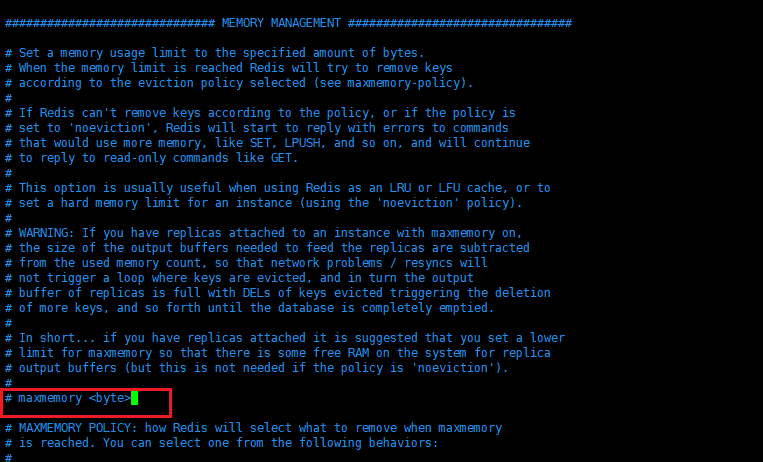 ############################## MEMORY MANAGEMENT ################################
# Set a memory usage limit to the specified amount of bytes.
# When the memory limit is reached Redis will try to remove keys
# according to the eviction policy selected (see maxmemory-policy).
#
# If Redis can't remove keys according to the policy, or if the policy is
# set to 'noeviction', Redis will start to reply with errors to commands
# that would use more memory, like SET, LPUSH, and so on, and will continue
# to reply to read-only commands like GET.
#
# This option is usually useful when using Redis as an LRU or LFU cache, or to
# set a hard memory limit for an instance (using the 'noeviction' policy).
#
# WARNING: If you have replicas attached to an instance with maxmemory on,
# the size of the output buffers needed to feed the replicas are subtracted
# from the used memory count, so that network problems / resyncs will
# not trigger a loop where keys are evicted, and in turn the output
# buffer of replicas is full with DELs of keys evicted triggering the deletion
# of more keys, and so forth until the database is completely emptied.
#
# In short... if you have replicas attached it is suggested that you set a lower
# limit for maxmemory so that there is some free RAM on the system for replica
# output buffers (but this is not needed if the policy is 'noeviction').
#
# maxmemory <byte>
# MAXMEMORY POLICY: how Redis will select what to remove when maxmemory
# is reached. You can select one from the following behaviors:
#